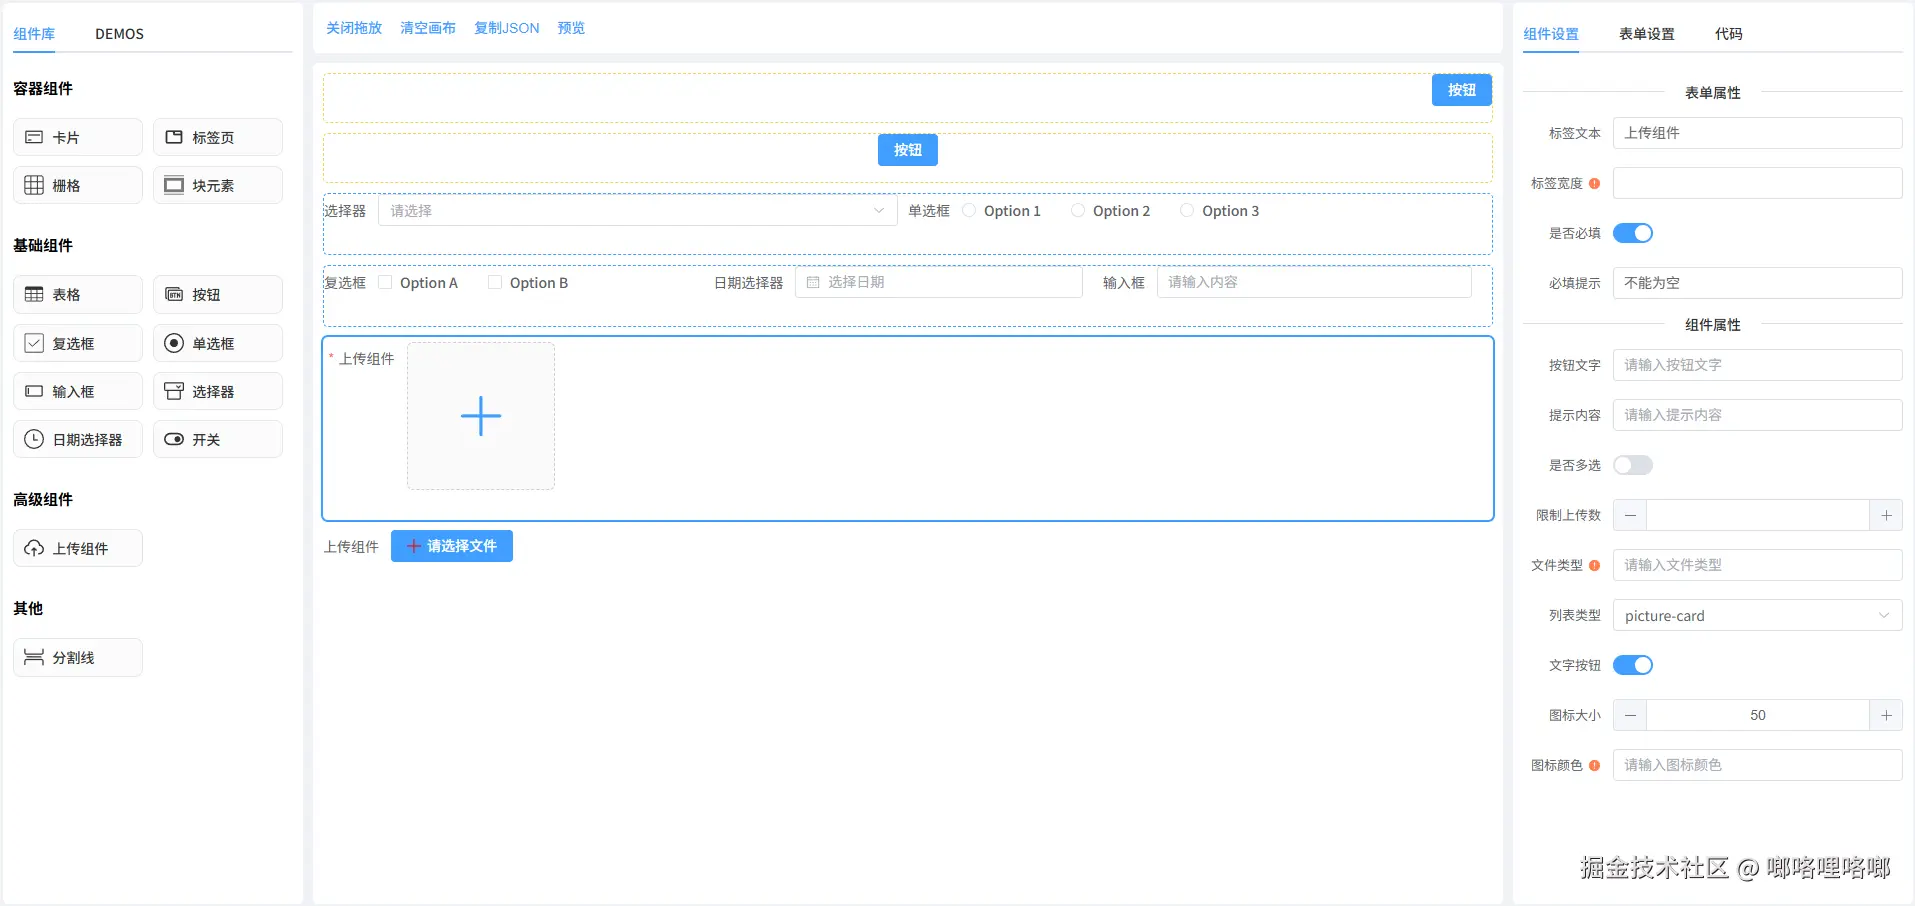 组件库 DEMOS
容器组件
卡片 标签页
栅格 块元素
基础组件
表格 按钮
复选框 单选框
输入框 选择器
日期选择器 开关
高级组件
上传组件
其他
分割线
关闭拖放 清空画布 复制JSON 预览
按钮
按钮
选择器 请选择 单选框 Option 1 Option 2 Option 3
复选框 Option A Option B 日期选择器 选择日期 输入框 请输入内容
* 上传组件
上传组件 请选择文件
组件设置 表单设置 代码
表单属性
标签文本 上传组件
标签宽度
是否必填
必填提示 不能为空
组件属性
按钮文字 请输入按钮文字
提示内容 请输入提示内容
是否多选
限制上传数
文件类型 请输入文件类型
列表类型 picture-card
文字按钮
图标大小 50
图标颜色 请输入图标颜色
掘金技术社区 @ 啷咯哩咯啷